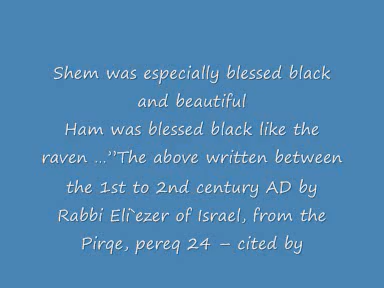 Shem was especially blessed black
and beautiful
Ham was blessed black like the
raven ...”The above written between
the 1st to 2nd century AD by
Rabbi Eli`ezer of Israel, from the
Pirqe, pereq 24 – cited by